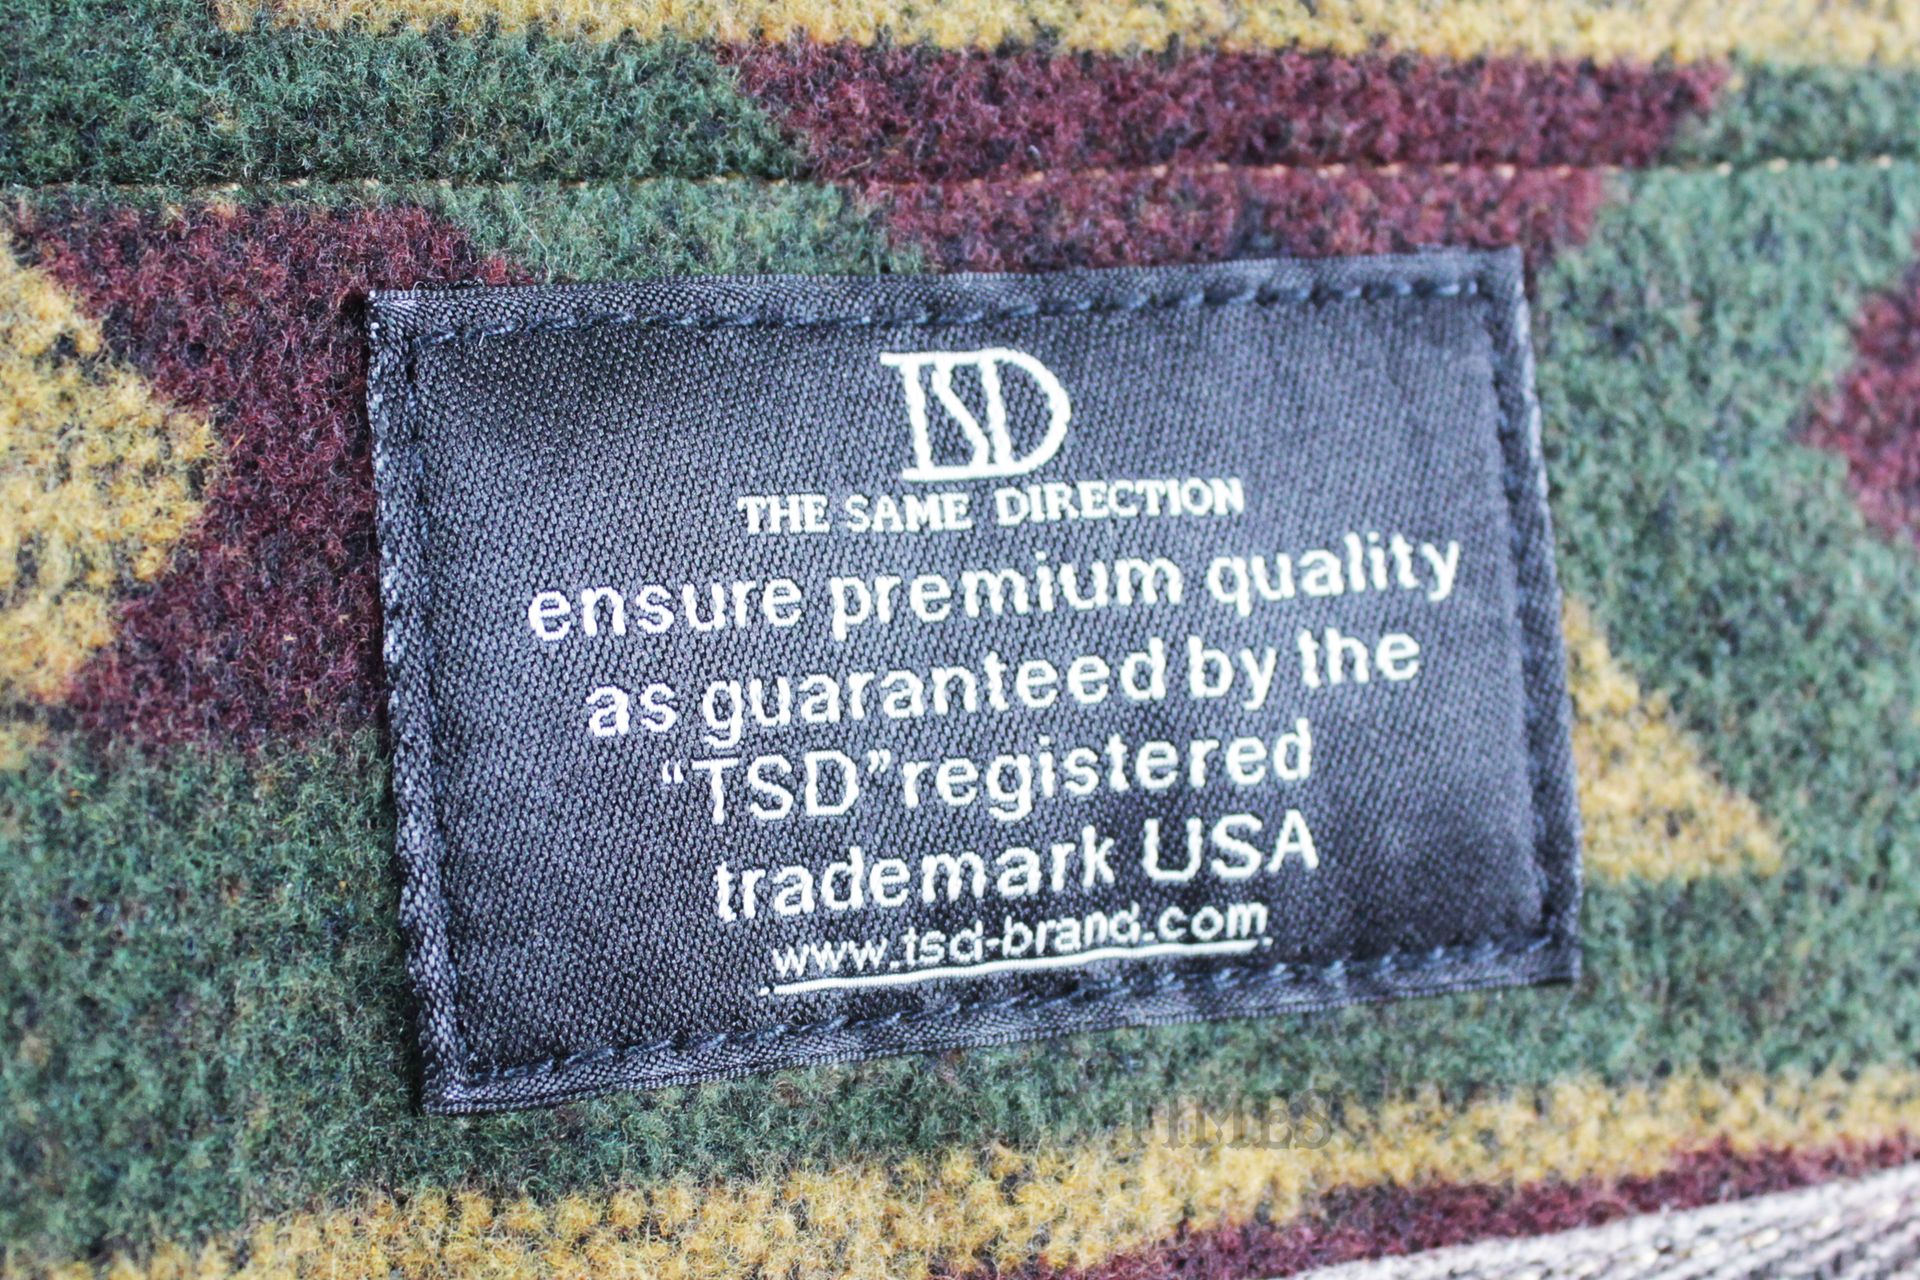 TSD
THE SAME DIRECTION
ensure premium quality
as guaranteed by the
“TSD” registered
trademark USA
www.tsd-brand.com
TIMES